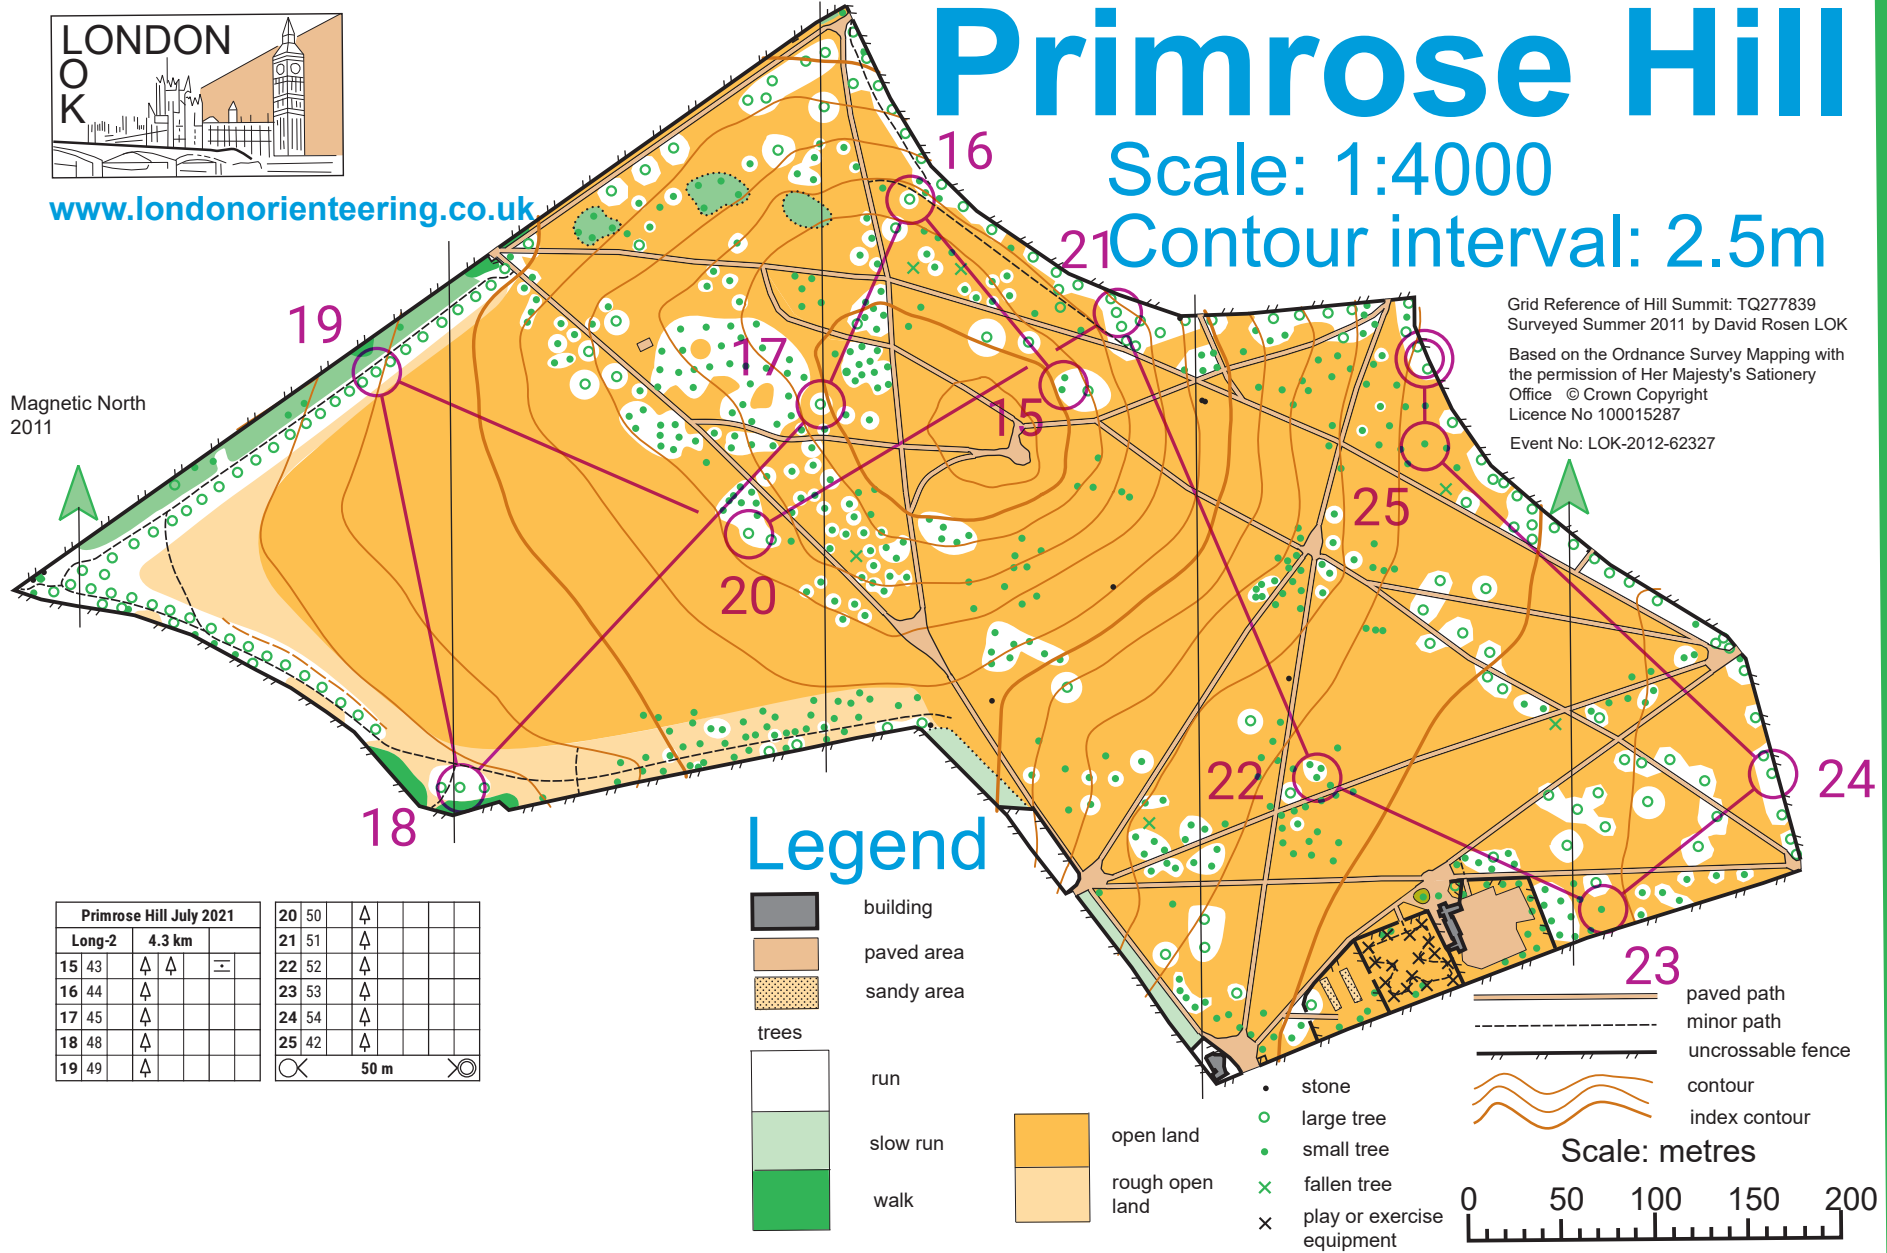 LONDON
O
K
www.londonorienteering.co.uk
Primrose Hill
Scale: 1:4000
Contour interval: 2.5m
Grid Reference of Hill Summit: TQ277839
Surveyed Summer 2011 by David Rosen LOK
Based on the Ordnance Survey Mapping with
the permission of Her Majesty's Sationery
Office © Crown Copyright
Licence No 100015287
Event No: LOK-2012-62327
Magnetic North
2011
16
21
19
17
15
25
20
22
24
18
23
Primrose Hill July 2021
Long-2 4.3 km
15 43
16 44
17 45
18 48
19 49
20 50
21 51
22 52
23 53
24 54
25 42
50 m
Legend
building
paved area
sandy area
trees
run
slow run
walk
open land
rough open
land
stone
large tree
small tree
fallen tree
play or exercise
equipment
paved path
minor path
uncrossable fence
contour
index contour
Scale: metres
0 50 100 150 200